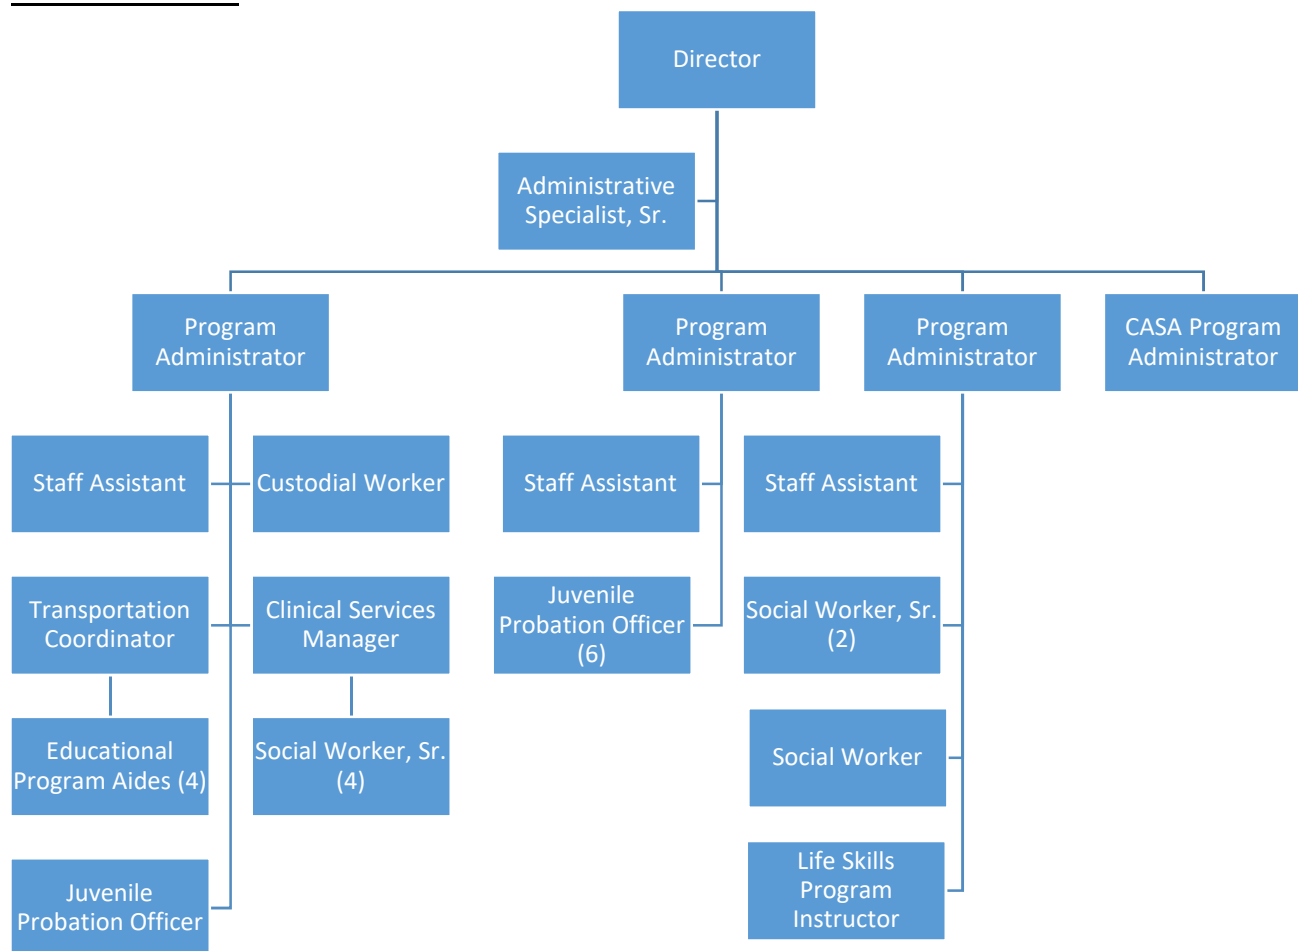 Director
Administrative
Specialist, Sr.
Program
Administrator
Program
Administrator
Program
Administrator
CASA Program
Administrator
Staff Assistant
Custodial Worker
Staff Assistant
Staff Assistant
Transportation
Coordinator
Clinical Services
Manager
Juvenile
Probation Officer
(6)
Social Worker, Sr.
(2)
Educational
Program Aides (4)
Social Worker, Sr.
(4)
Social Worker
Juvenile
Probation Officer
Life Skills
Program
Instructor